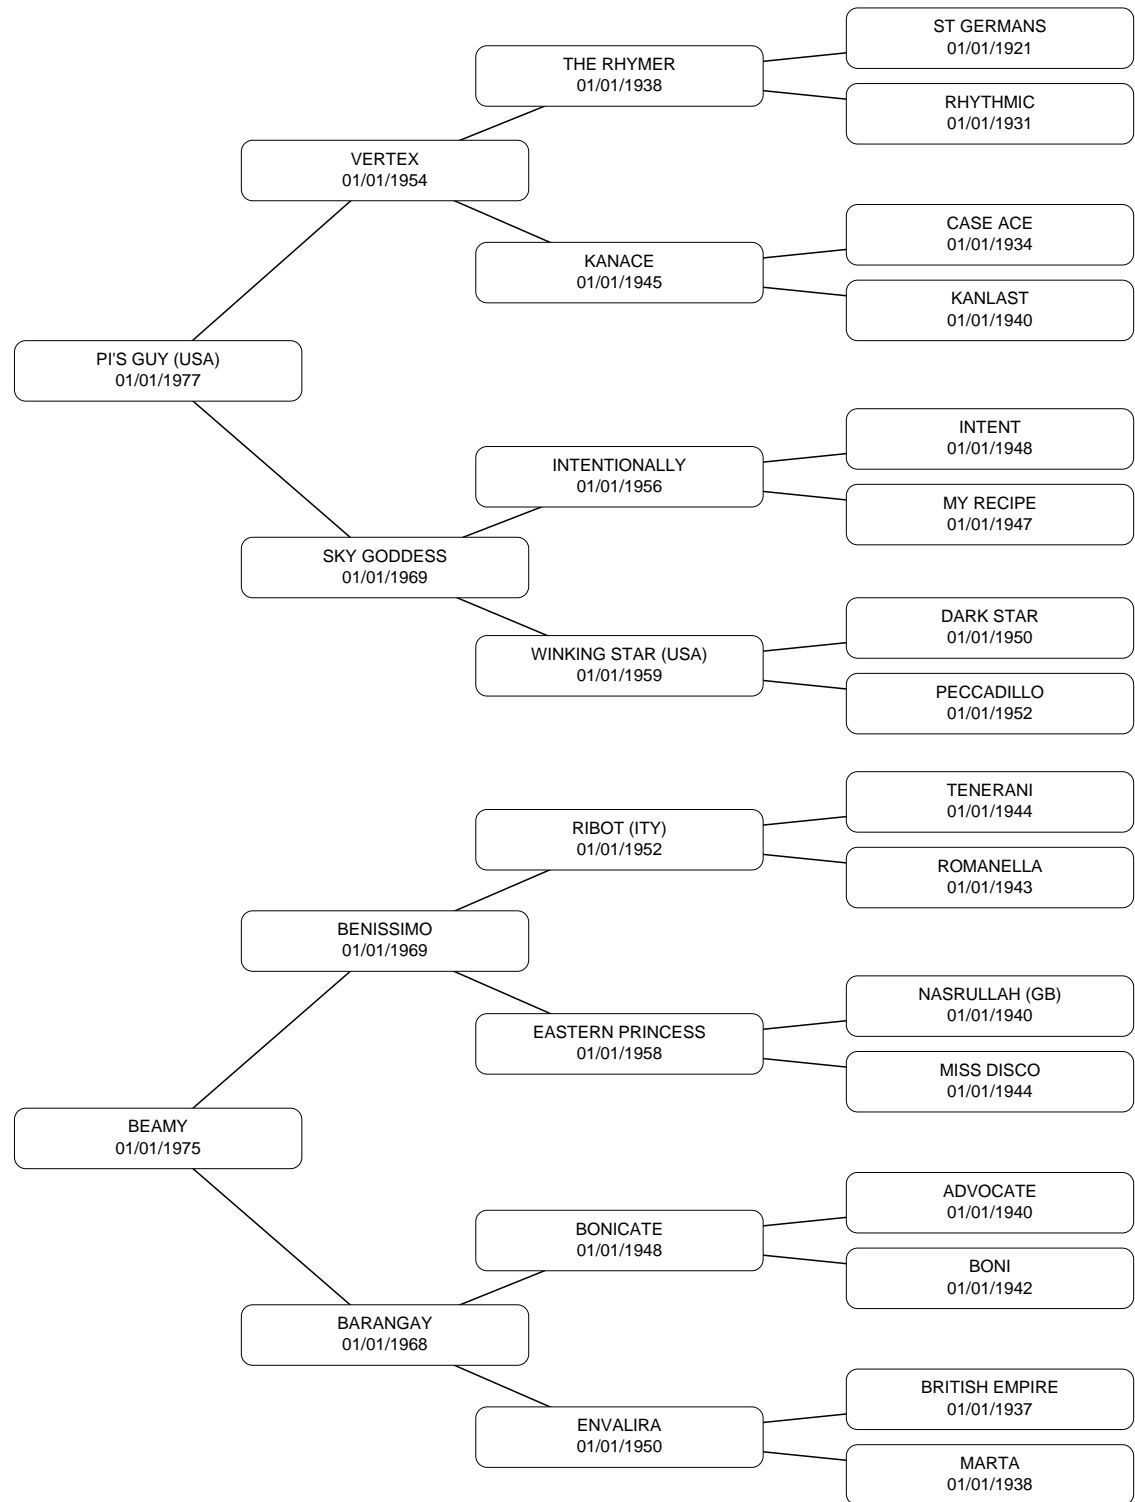 ST GERMANS
01/01/1921
THE RHYMER
01/01/1938
RHYTHMIC
01/01/1931
VERTEX
01/01/1954
CASE ACE
01/01/1934
KANACE
01/01/1945
KANLAST
01/01/1940
PI'S GUY (USA)
01/01/1977
INTENT
01/01/1948
INTENTIONALLY
01/01/1956
MY RECIPE
01/01/1947
SKY GODDESS
01/01/1969
DARK STAR
01/01/1950
WINKING STAR (USA)
01/01/1959
PECCADILLO
01/01/1952
TENERANI
01/01/1944
RIBOT (ITY)
01/01/1952
ROMANELLA
01/01/1943
BENISSIMO
01/01/1969
NASRULLAH (GB)
01/01/1940
EASTERN PRINCESS
01/01/1958
MISS DISCO
01/01/1944
BEAMY
01/01/1975
ADVOCATE
01/01/1940
BONICATE
01/01/1948
BONI
01/01/1942
BARANGAY
01/01/1968
BRITISH EMPIRE
01/01/1937
ENVALIRA
01/01/1950
MARTA
01/01/1938